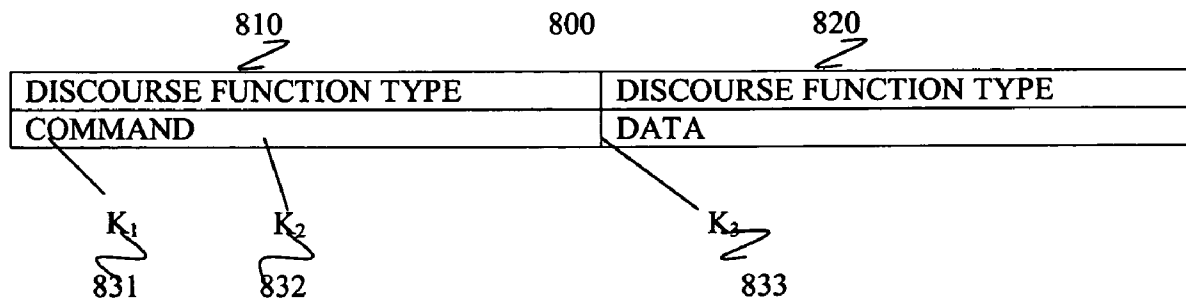 810 800 820
DISCOURSE FUNCTION TYPE DISCOURSE FUNCTION TYPE
COMMAND DATA
K₁ K₂ K₃
831 832 833